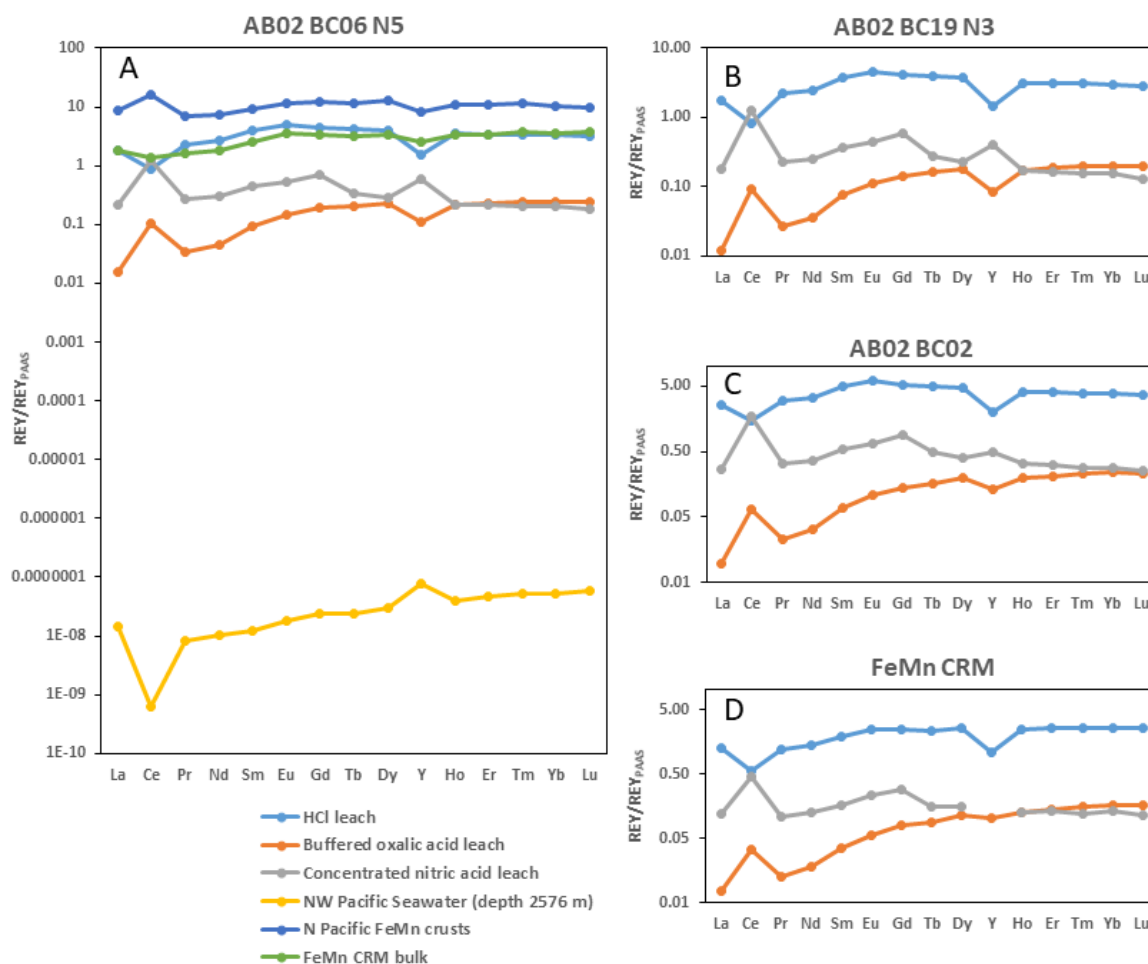 AB02 BC06 N5
A
100
10
1
0.1
0.01
0.001
0.0001
0.00001
0.000001
0.0000001
1E-08
1E-09
1E-10
REY/REYPAAS
La Ce Pr Nd Sm Eu Gd Tb Dy Y Ho Er Tm Yb Lu
HCl leach
Buffered oxalic acid leach
Concentrated nitric acid leach
NW Pacific Seawater (depth 2576 m)
N Pacific FeMn crusts
FeMn CRM bulk
AB02 BC19 N3
B
10.00
1.00
0.10
0.01
REY/REYPAAS
La Ce Pr Nd Sm Eu Gd Tb Dy Y Ho Er Tm Yb Lu
AB02 BC02
C
5.00
0.50
0.05
0.01
REY/REYPAAS
La Ce Pr Nd Sm Eu Gd Tb Dy Y Ho Er Tm Yb Lu
FeMn CRM
D
5.00
0.50
0.05
0.01
REY/REYPAAS
La Ce Pr Nd Sm Eu Gd Tb Dy Y Ho Er Tm Yb Lu